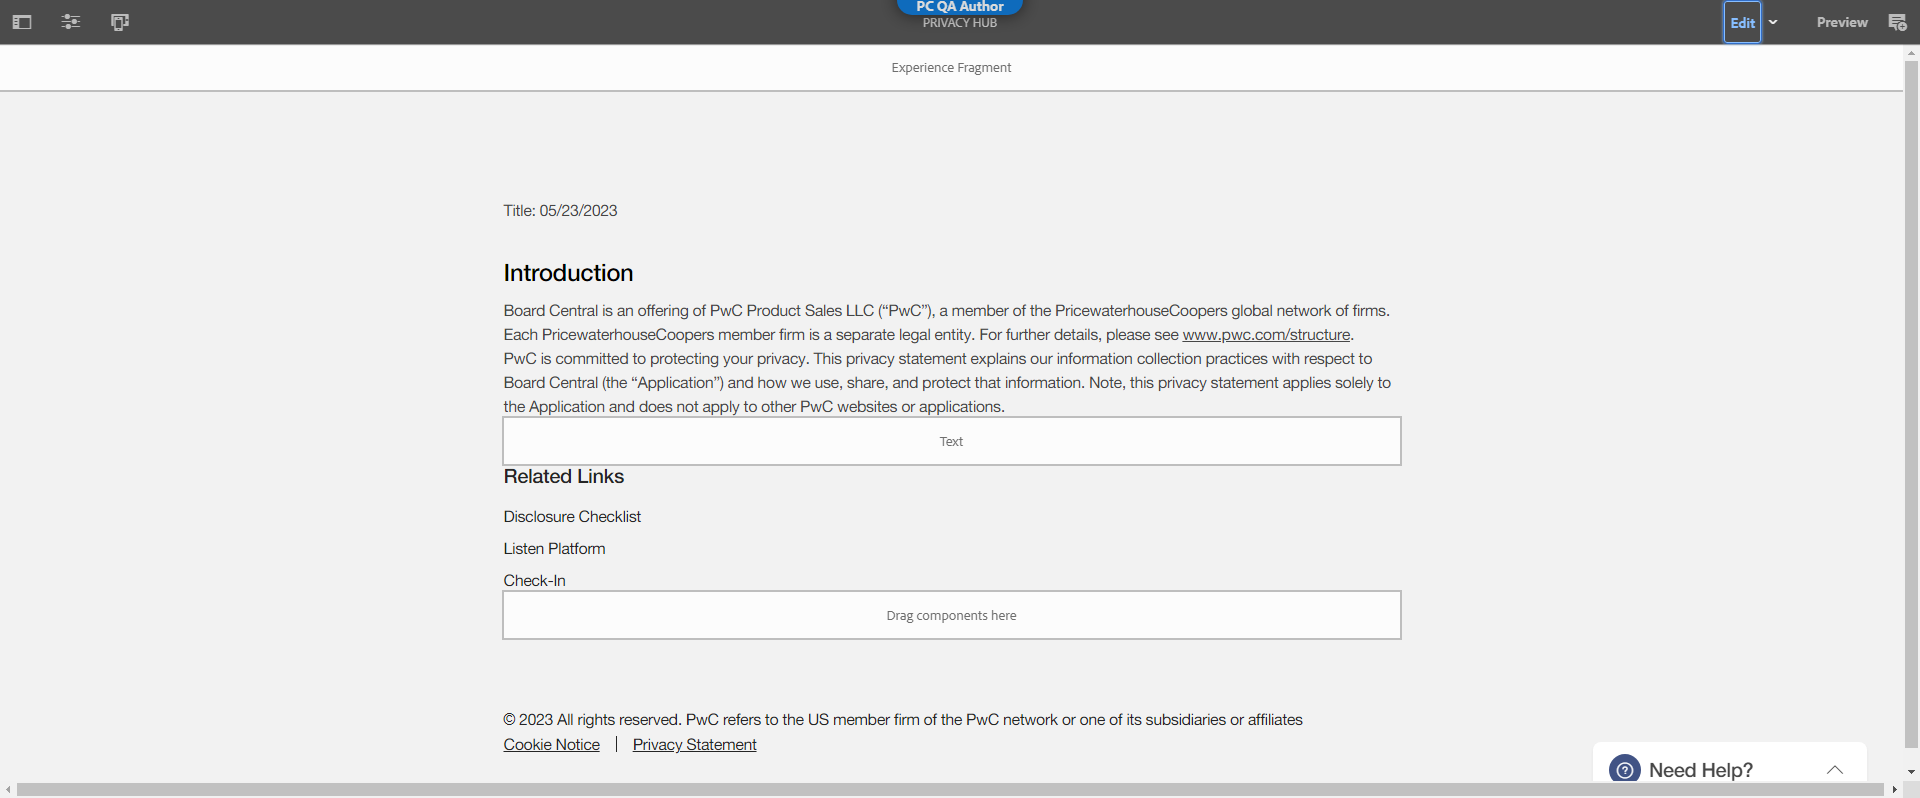 PC QA Author
PRIVACY HUB
Edit
Preview
Experience Fragment
Title: 05/23/2023
Introduction
Board Central is an offering of PwC Product Sales LLC (“PwC”), a member of the PricewaterhouseCoopers global network of firms.
Each PricewaterhouseCoopers member firm is a separate legal entity. For further details, please see www.pwc.com/structure.
PwC is committed to protecting your privacy. This privacy statement explains our information collection practices with respect to
Board Central (the “Application”) and how we use, share, and protect that information. Note, this privacy statement applies solely to
the Application and does not apply to other PwC websites or applications.
Text
Related Links
Disclosure Checklist
Listen Platform
Check-In
Drag components here
© 2023 All rights reserved. PwC refers to the US member firm of the PwC network or one of its subsidiaries or affiliates
Cookie Notice | Privacy Statement
Need Help?